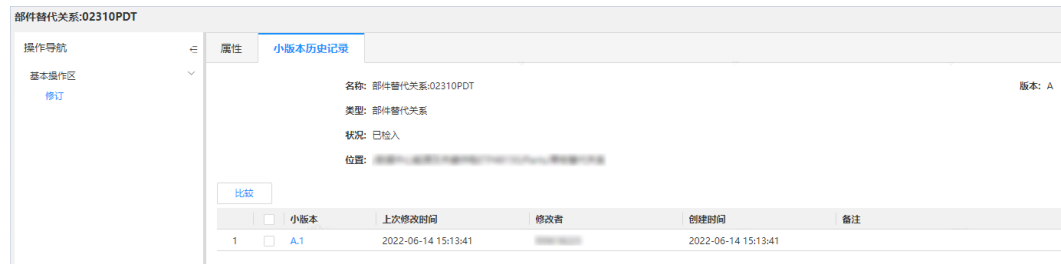 部件替代关系:02310PDT
操作导航
基本操作区
修订
属性 小版本历史记录
名称: 部件替代关系:02310PDT 版本: A
类型: 部件替代关系
状况: 已检入
位置:
比较
小版本 上次修改时间 修改者 创建时间 备注
1 A.1 2022-06-14 15:13:41 2022-06-14 15:13:41